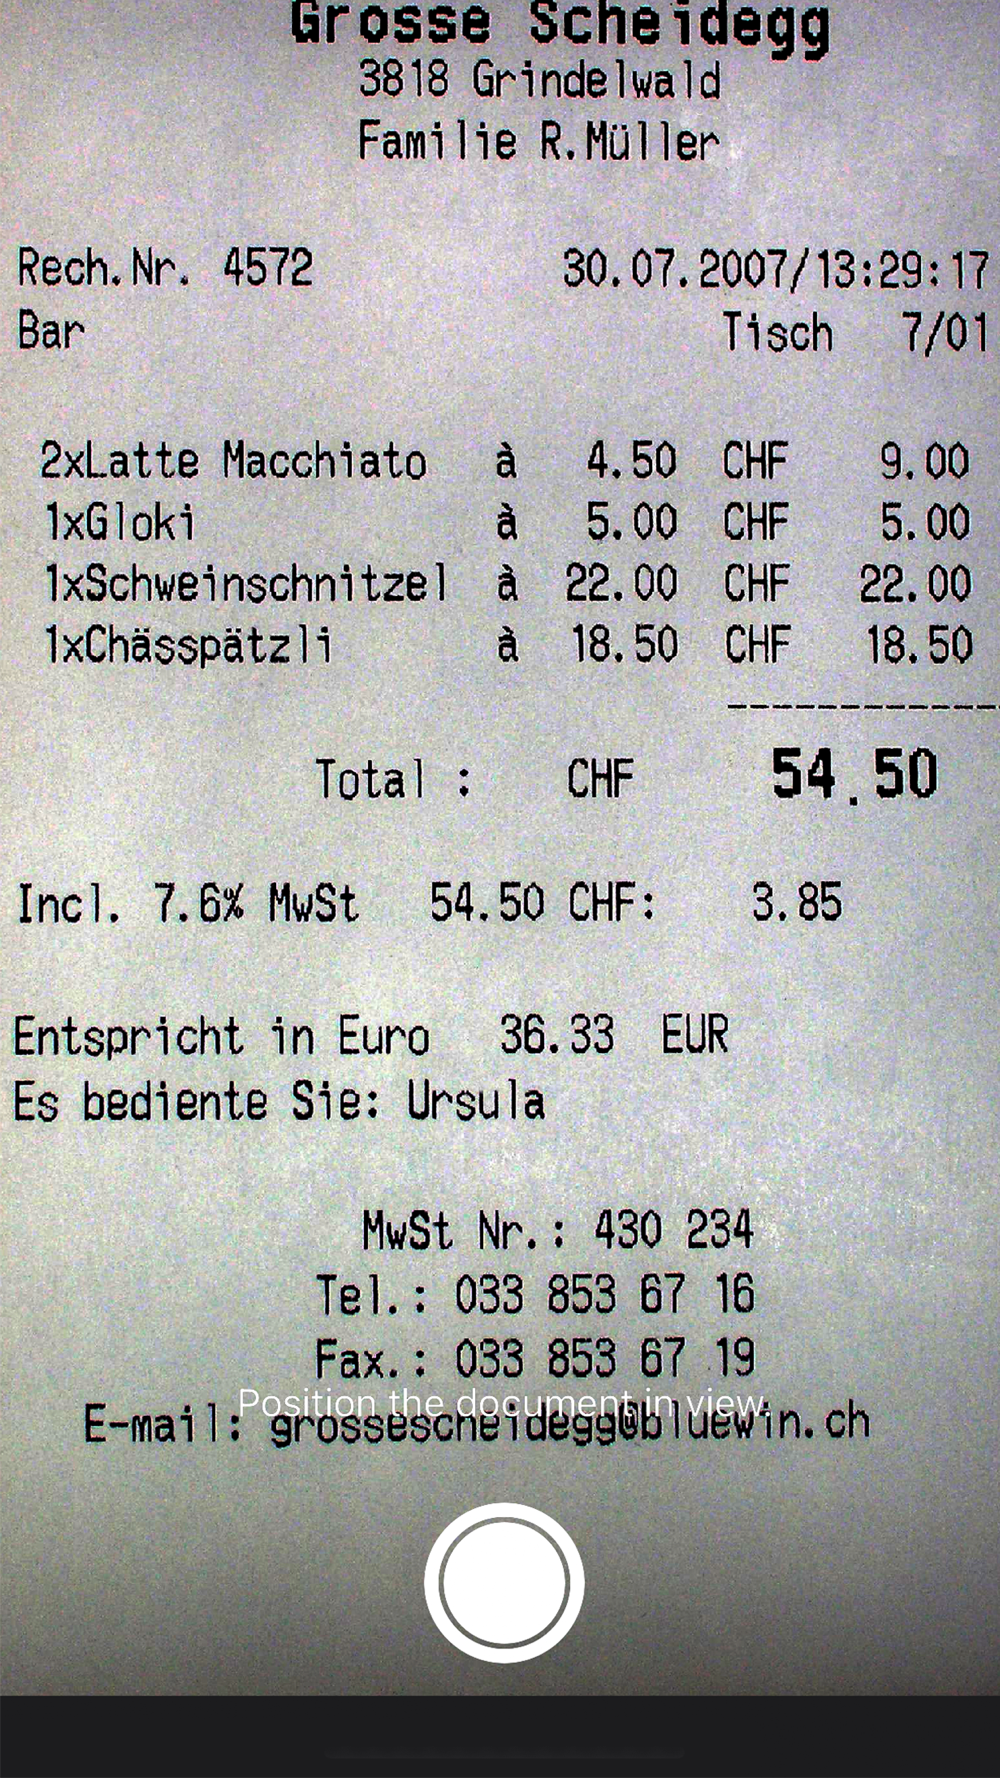 Grosse Scheidegg
3818 Grindelwald
Familie R.Müller
Rech.Nr. 4572 30.07.2007/13:29:17
Bar Tisch 7/01
2xLatte Macchiato à 4.50 CHF 9.00
1xGloki à 5.00 CHF 5.00
1xSchweinschnitzel à 22.00 CHF 22.00
1xChässpätzli à 18.50 CHF 18.50
------------
Total : CHF 54.50
Incl. 7.6% MwSt 54.50 CHF: 3.85
Entspricht in Euro 36.33 EUR
Es bediente Sie: Ursula
MwSt Nr.: 430 234
Tel.: 033 853 67 16
Fax.: 033 853 67 19
Position the document in view.
E-mail: grossescheidegg@bluewin.ch